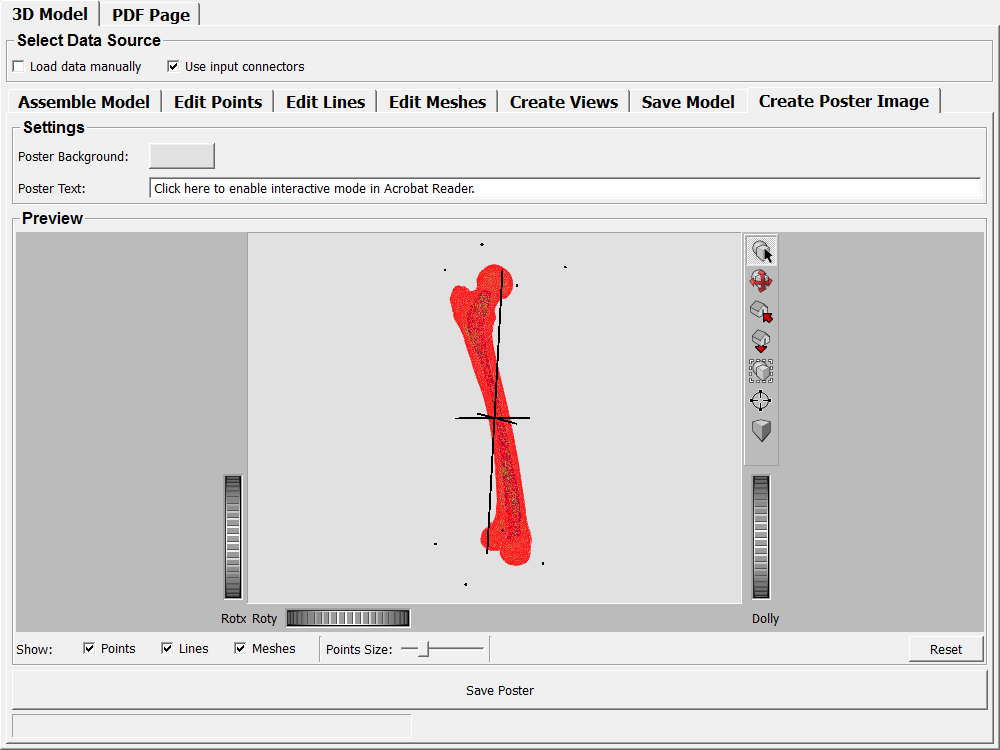 3D Model PDF Page
Select Data Source
Load data manually Use input connectors
Assemble Model Edit Points Edit Lines Edit Meshes Create Views Save Model Create Poster Image
Settings
Poster Background:
Poster Text: Click here to enable interactive mode in Acrobat Reader.
Preview
Rotx Roty Dolly
Show: Points Lines Meshes Points Size: Reset
Save Poster